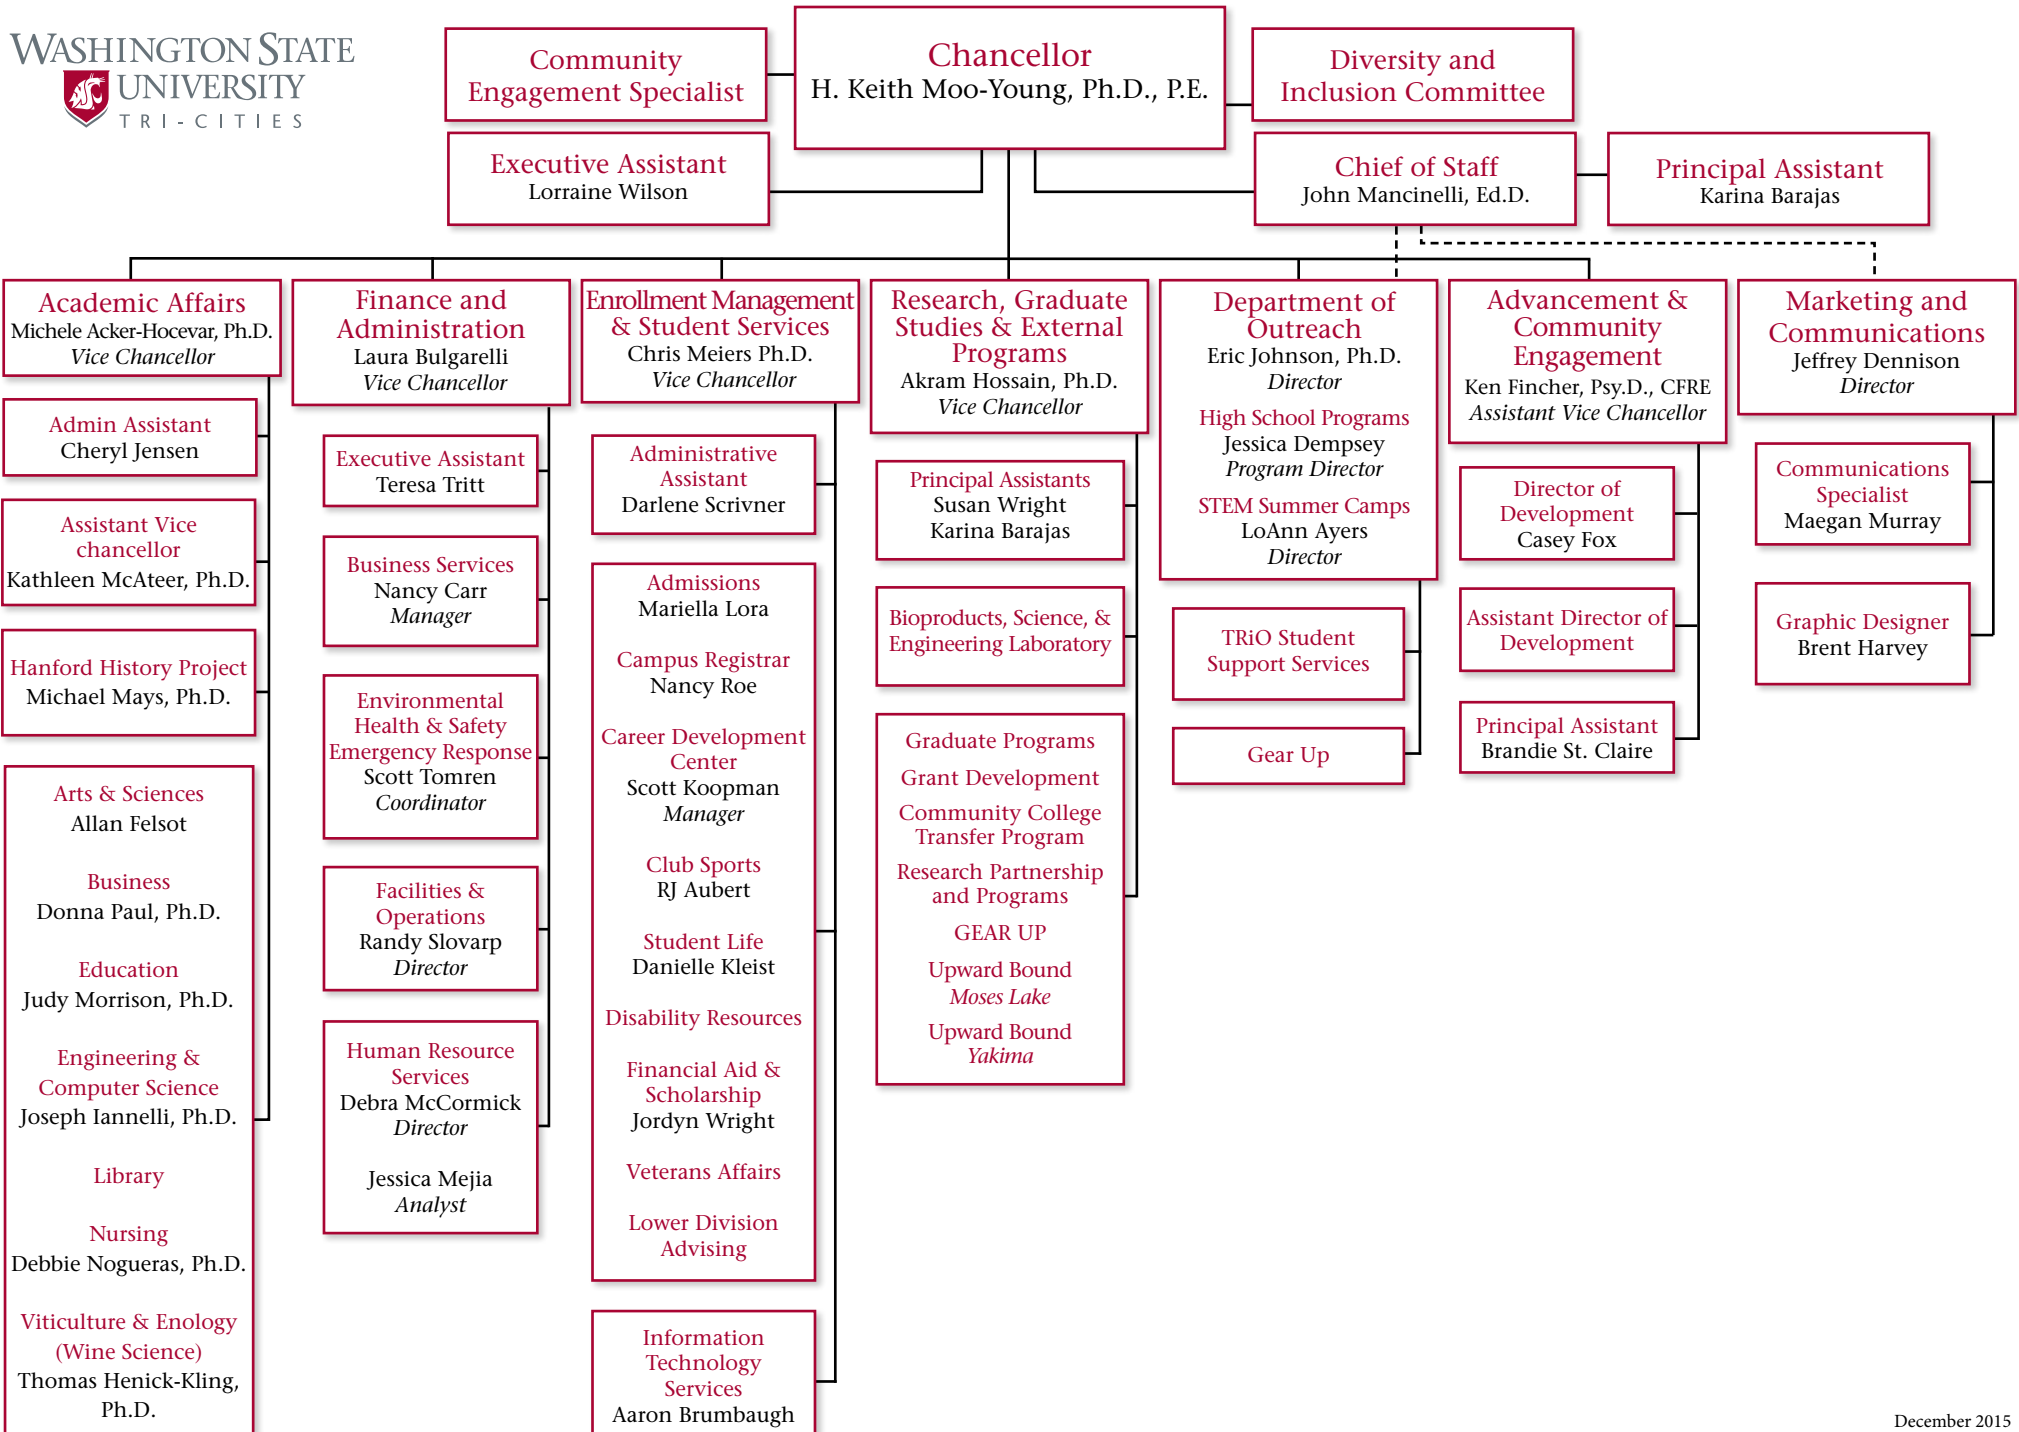 WASHINGTON STATE
UNIVERSITY
TRI-CITIES
Community
Engagement Specialist
Chancellor
H. Keith Moo-Young, Ph.D., P.E.
Diversity and
Inclusion Committee
Executive Assistant
Lorraine Wilson
Chief of Staff
John Mancinelli, Ed.D.
Principal Assistant
Karina Barajas
Academic Affairs
Michele Acker-Hocevar, Ph.D.
Vice Chancellor
Admin Assistant
Cheryl Jensen
Assistant Vice
chancellor
Kathleen McAteer, Ph.D.
Hanford History Project
Michael Mays, Ph.D.
Arts & Sciences
Allan Felsot
Business
Donna Paul, Ph.D.
Education
Judy Morrison, Ph.D.
Engineering &
Computer Science
Joseph Iannelli, Ph.D.
Library
Nursing
Debbie Nogueras, Ph.D.
Viticulture & Enology
(Wine Science)
Thomas Henick-Kling,
Ph.D.
Finance and
Administration
Laura Bulgarelli
Vice Chancellor
Executive Assistant
Teresa Tritt
Business Services
Nancy Carr
Manager
Environmental
Health & Safety
Emergency Response
Scott Tomren
Coordinator
Facilities &
Operations
Randy Slovarp
Director
Human Resource
Services
Debra McCormick
Director
Jessica Mejia
Analyst
Enrollment Management
& Student Services
Chris Meiers Ph.D.
Vice Chancellor
Administrative
Assistant
Darlene Scrivner
Admissions
Mariella Lora
Campus Registrar
Nancy Roe
Career Development
Center
Scott Koopman
Manager
Club Sports
RJ Aubert
Student Life
Danielle Kleist
Disability Resources
Financial Aid &
Scholarship
Jordyn Wright
Veterans Affairs
Lower Division
Advising
Information
Technology
Services
Aaron Brumbaugh
Research, Graduate
Studies & External
Programs
Akram Hossain, Ph.D.
Vice Chancellor
Principal Assistants
Susan Wright
Karina Barajas
Bioproducts, Science, &
Engineering Laboratory
Graduate Programs
Grant Development
Community College
Transfer Program
Research Partnership
and Programs
GEAR UP
Upward Bound
Moses Lake
Upward Bound
Yakima
Department of
Outreach
Eric Johnson, Ph.D.
Director
High School Programs
Jessica Dempsey
Program Director
STEM Summer Camps
LoAnn Ayers
Director
TRiO Student
Support Services
Gear Up
Advancement &
Community
Engagement
Ken Fincher, Psy.D., CFRE
Assistant Vice Chancellor
Director of
Development
Casey Fox
Assistant Director of
Development
Principal Assistant
Brandie St. Claire
Marketing and
Communications
Jeffrey Dennison
Director
Communications
Specialist
Maegan Murray
Graphic Designer
Brent Harvey
December 2015